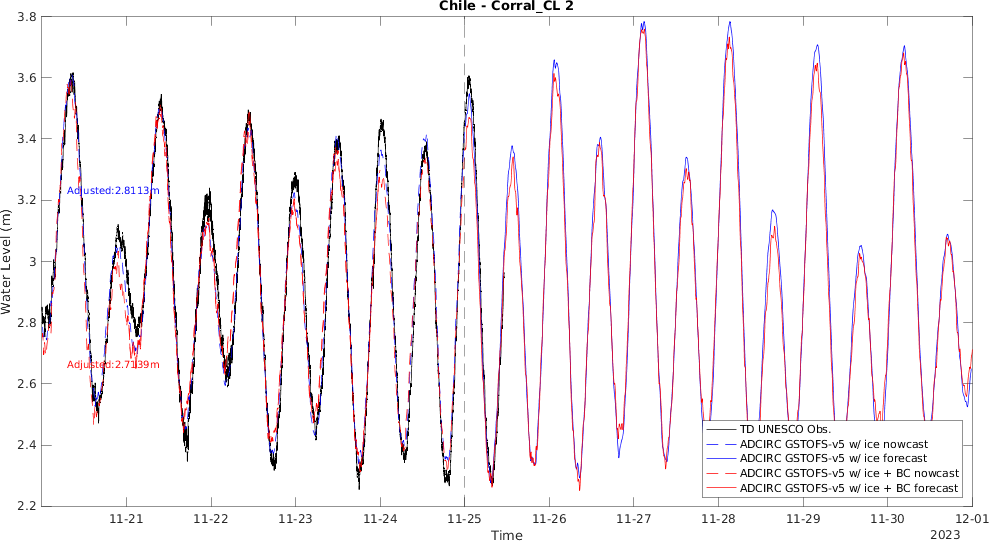 Chile - Corral_CL 2
3.8
3.6
3.4
3.2
3
2.8
2.6
2.4
2.2
Water Level (m)
Adjusted:2.8113m
Adjusted:2.7139m
TD UNESCO Obs.
ADCIRC GSTOFS-v5 w/ ice nowcast
ADCIRC GSTOFS-v5 w/ ice forecast
ADCIRC GSTOFS-v5 w/ ice + BC nowcast
ADCIRC GSTOFS-v5 w/ ice + BC forecast
11-21 11-22 11-23 11-24 11-25 11-26 11-27 11-28 11-29 11-30 12-01
Time
2023